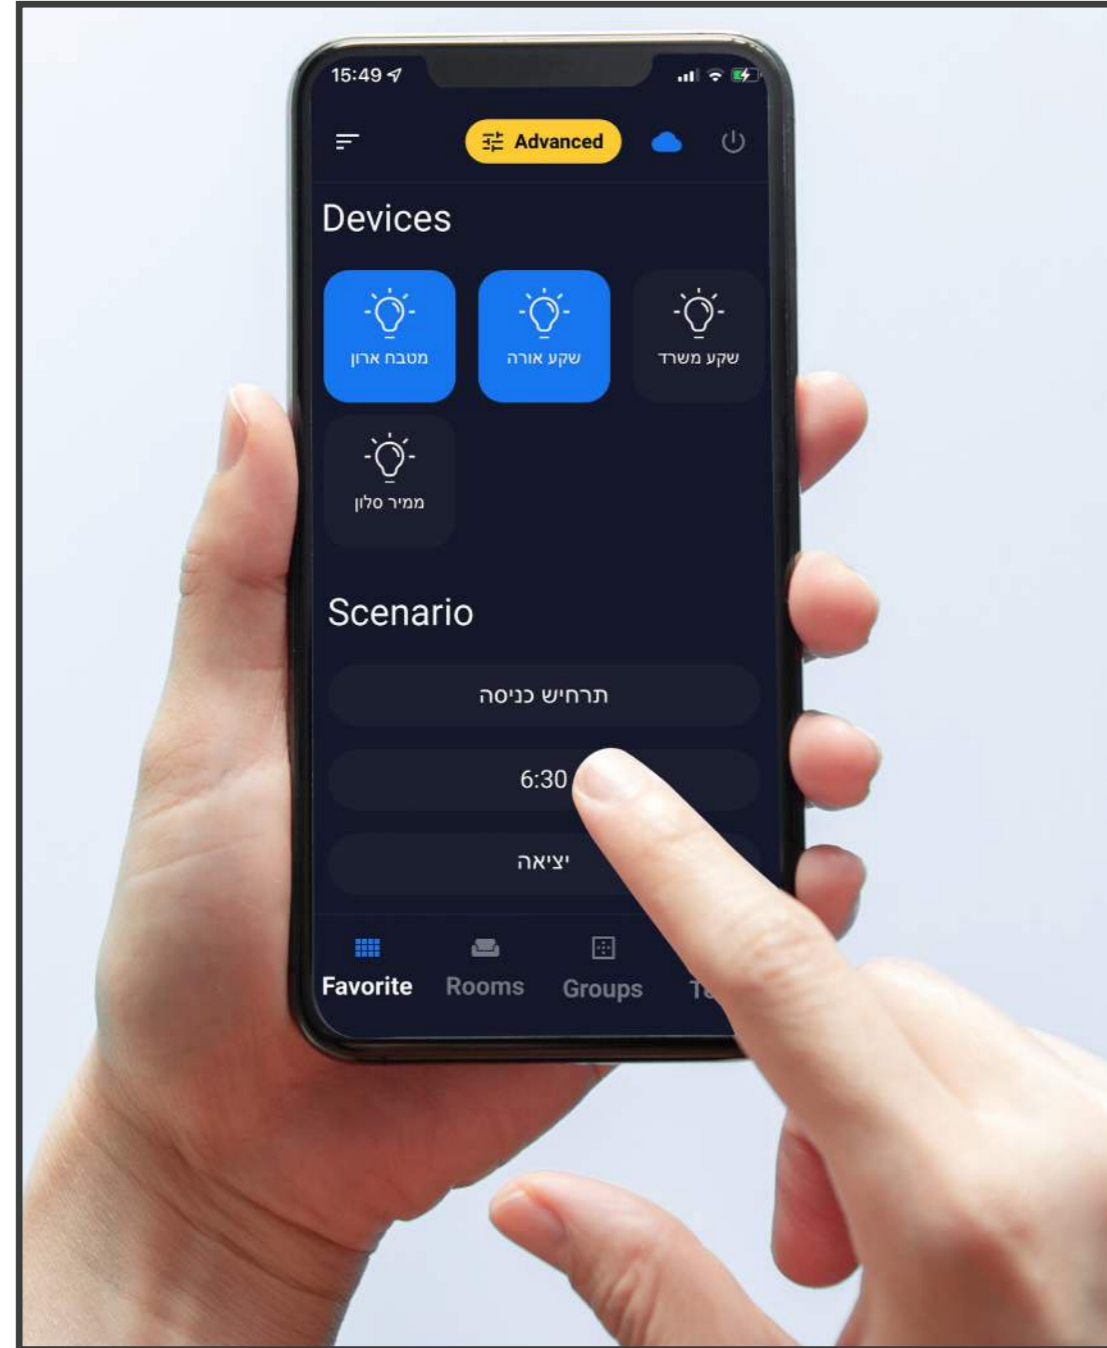 15:49
Advanced
Devices
מטבח ארון
שקע אורה
שקע משרד
ממיר סלון
Scenario
תרחיש כניסה
6:30
יציאה
Favorite
Rooms
Groups